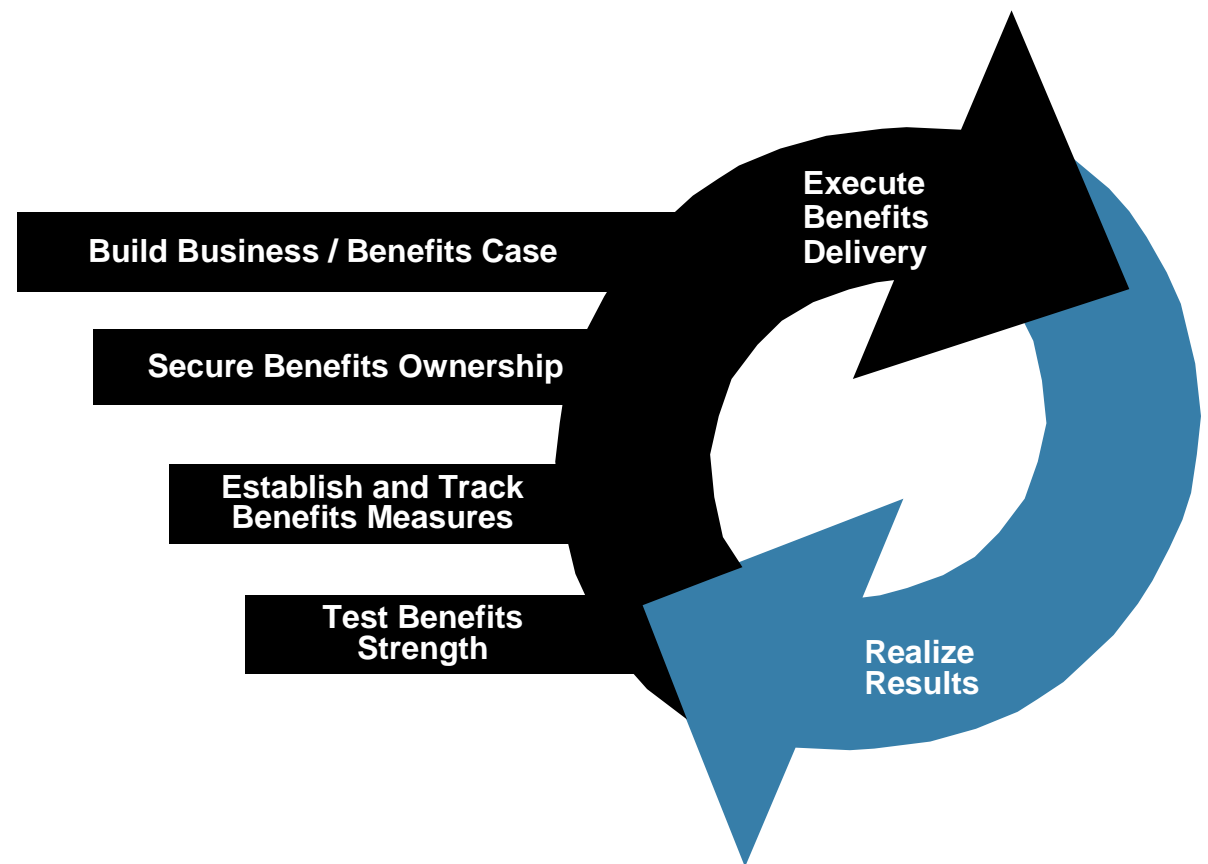 Execute
Benefits
Delivery
Build Business / Benefits Case
Secure Benefits Ownership
Establish and Track
Benefits Measures
Test Benefits
Strength
Realize
Results